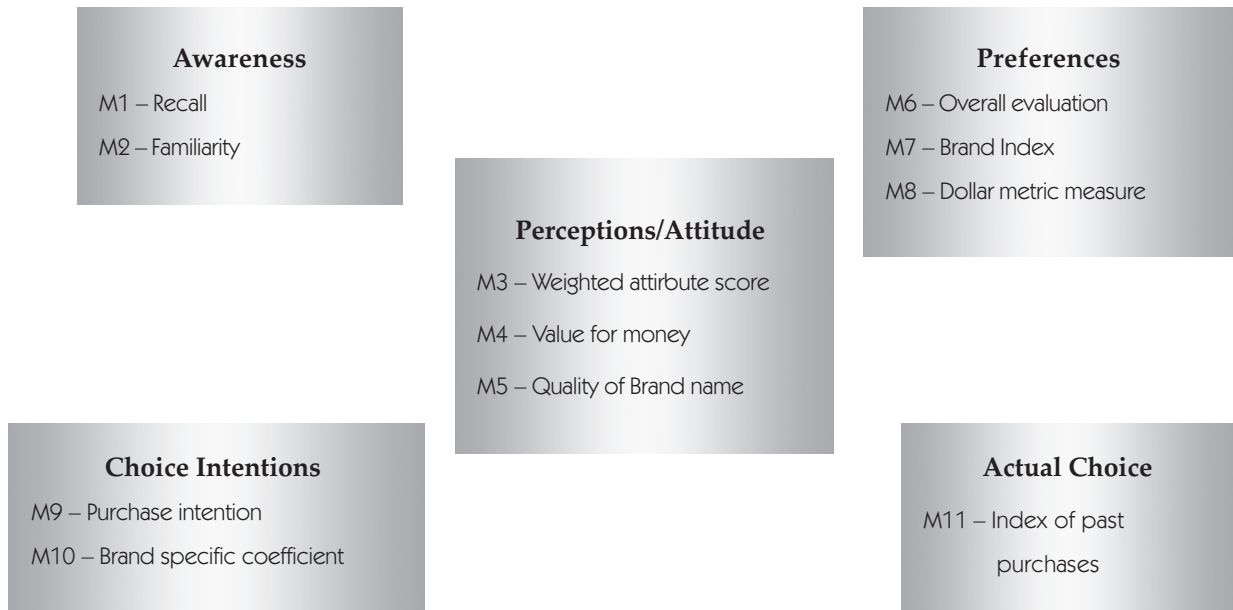 Awareness
M1 – Recall
M2 – Familiarity
Preferences
M6 – Overall evaluation
M7 – Brand Index
M8 – Dollar metric measure
Perceptions/Attitude
M3 – Weighted attirbute score
M4 – Value for money
M5 – Quality of Brand name
Choice Intentions
M9 – Purchase intention
M10 – Brand specific coefficient
Actual Choice
M11 – Index of past
purchases